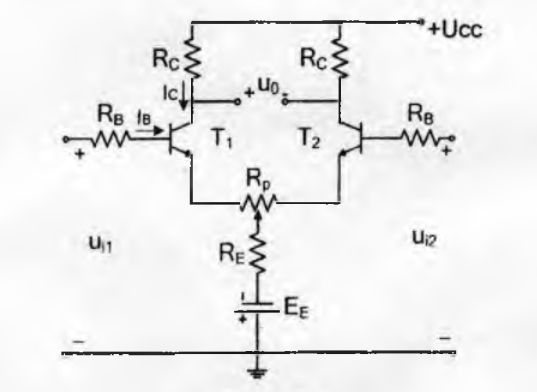 +Ucc
Rc Rc
Ic + u0 -
RB IB T1 T2 RB
+ +
Rp
ui1 RE ui2
-
+ EE
- -